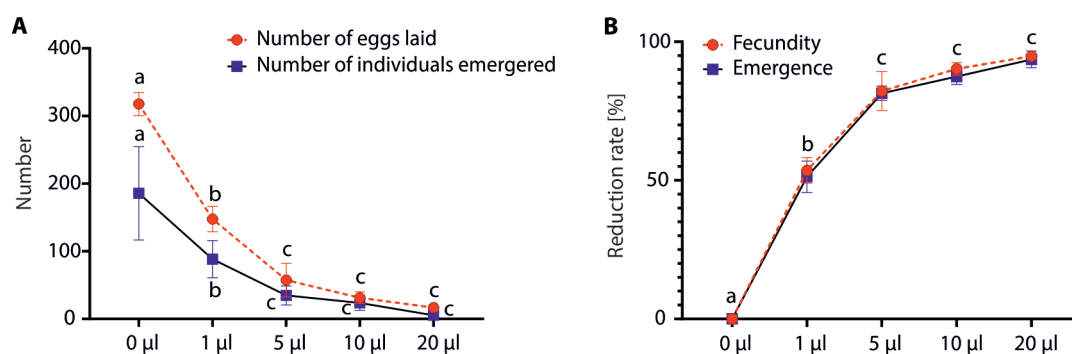 A
400
300
200
100
0
Number
Number of eggs laid
Number of individuals emergered
a
a
b
b
c
c
c
c
c
c
0 µl
1 µl
5 µl
10 µl
20 µl
B
100
50
0
Reduction rate [%]
Fecundity
Emergence
a
b
c
c
c
0 µl
1 µl
5 µl
10 µl
20 µl